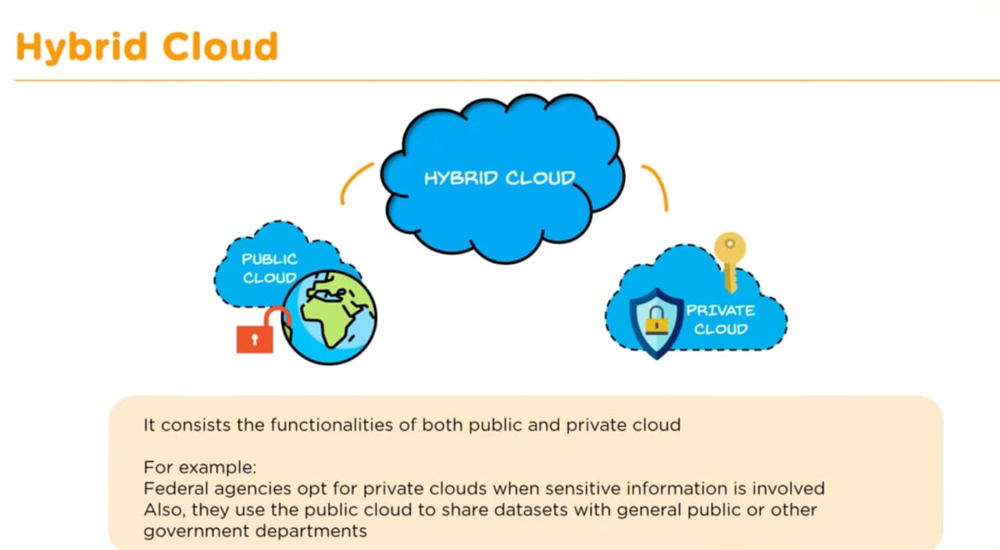 Hybrid Cloud
HYBRID CLOUD
PUBLIC
CLOUD
PRIVATE
CLOUD
It consists the functionalities of both public and private cloud
For example:
Federal agencies opt for private clouds when sensitive information is involved
Also, they use the public cloud to share datasets with general public or other
government departments